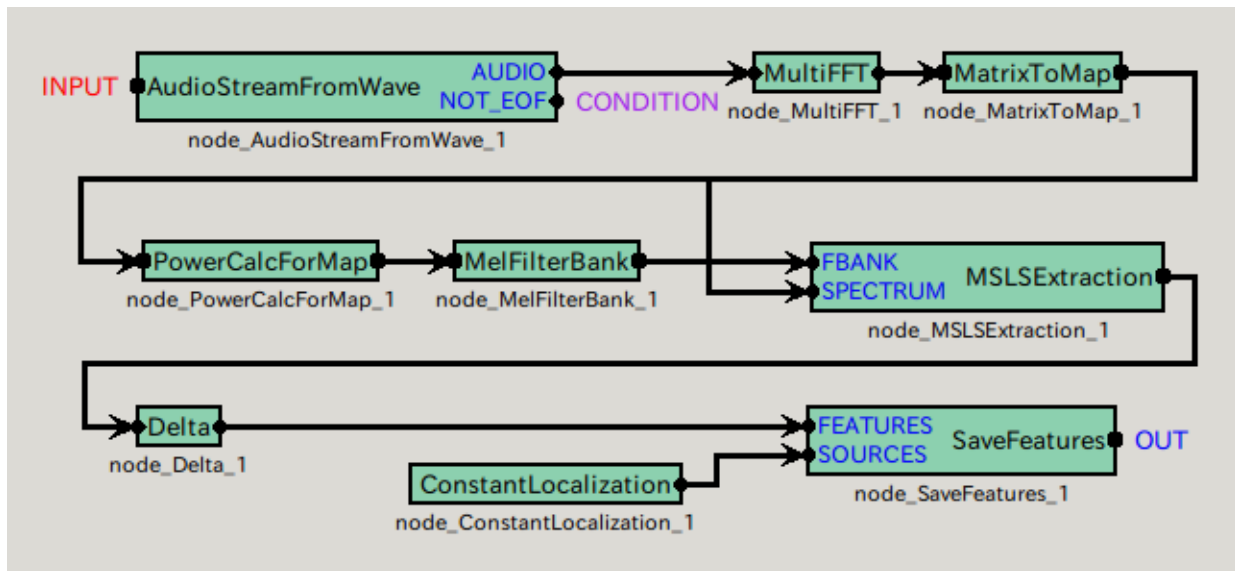 INPUT AudioStreamFromWave AUDIO MultiFFT MatrixToMap
NOT_EOF CONDITION
node_AudioStreamFromWave_1 node_MultiFFT_1 node_MatrixToMap_1
PowerCalcForMap MelFilterBank FBANK MSLSExtraction
SPECTRUM
node_PowerCalcForMap_1 node_MelFilterBank_1 node_MSLSExtraction_1
Delta FEATURES SaveFeatures OUT
SOURCES
node_Delta_1 ConstantLocalization node_SaveFeatures_1
node_ConstantLocalization_1